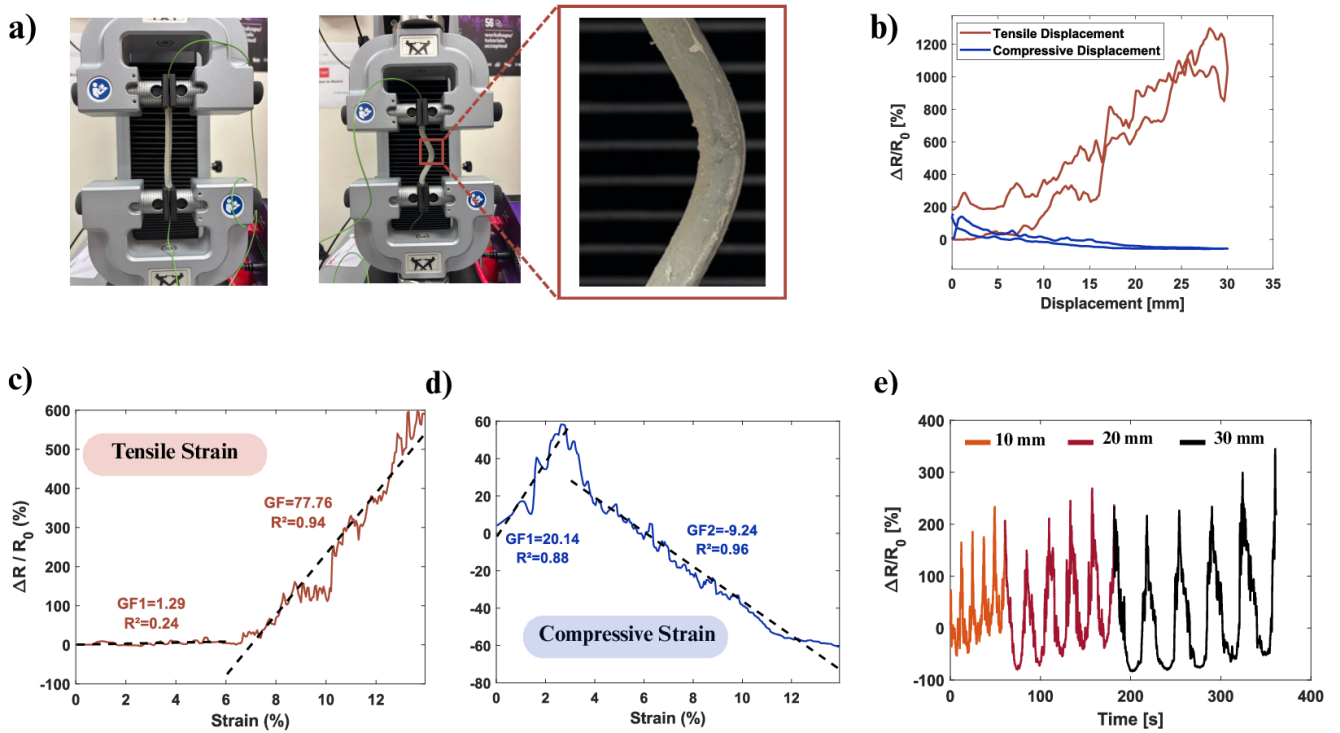 a)
56
workshops/
tutorials
accepted
b)
Tensile Displacement
Compressive Displacement
ΔR/R0 [%]
1200
1000
800
600
400
200
0
0 5 10 15 20 25 30 35
Displacement [mm]
c)
Tensile Strain
GF=77.76
R²=0.94
GF1=1.29
R²=0.24
ΔR / R0 (%)
600
500
400
300
200
100
0
-100
0 2 4 6 8 10 12
Strain (%)
d)
GF1=20.14
R²=0.88
GF2=-9.24
R²=0.96
Compressive Strain
60
40
20
0
-20
-40
-60
-80
0 2 4 6 8 10 12
Strain (%)
e)
10 mm 20 mm 30 mm
ΔR/R0 [%]
400
300
200
100
0
-100
0 100 200 300 400
Time [s]